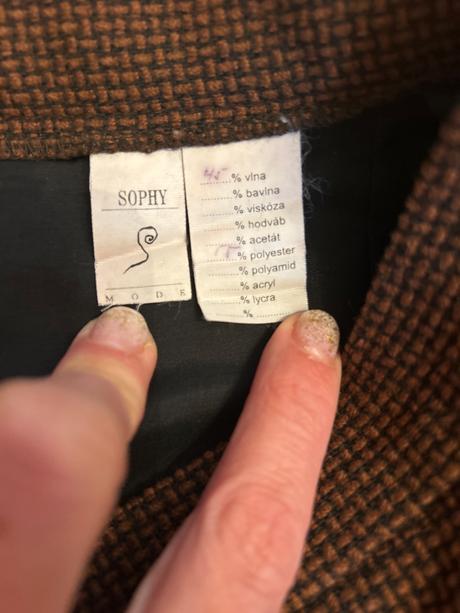 SOPHY
MODE
45 % vlna
% bavlna
% viskóza
% hodváb
% acetát
% polyester
% polyamid
% acryl
% lycra
%